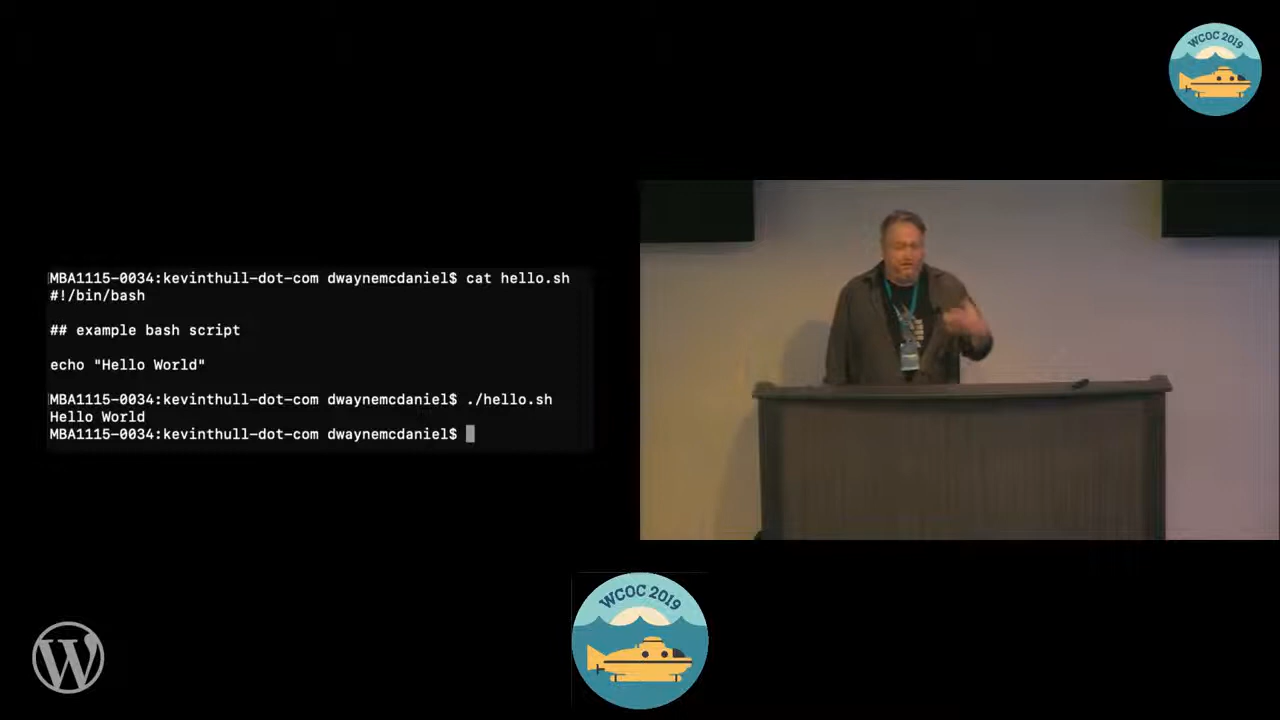 WCOC 2019
MBA1115-0034:kevinthull-dot-com dwaynemcdaniel$ cat hello.sh
#!/bin/bash
## example bash script
echo "Hello World"
MBA1115-0034:kevinthull-dot-com dwaynemcdaniel$ ./hello.sh
Hello World
MBA1115-0034:kevinthull-dot-com dwaynemcdaniel$
WCOC 2019
W